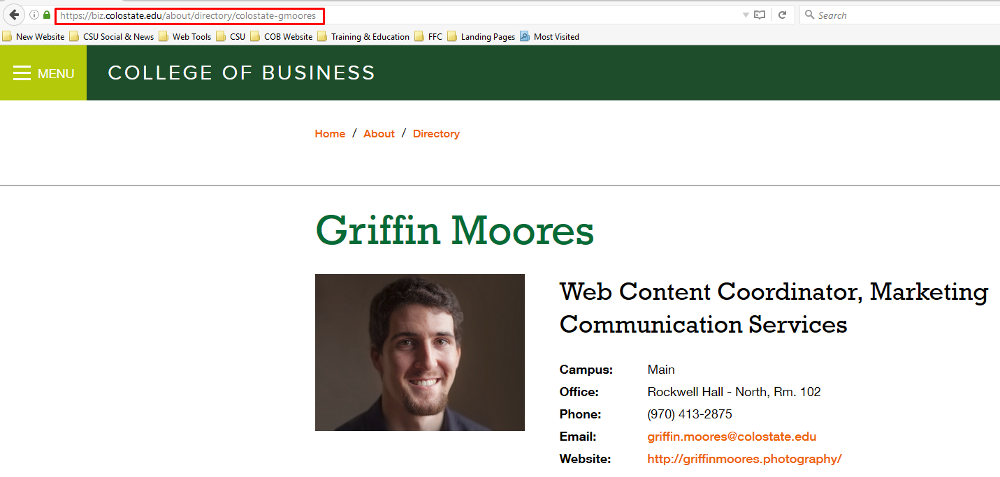 https://biz.colostate.edu/about/directory/colostate-gmoores
Search
New Website CSU Social & News Web Tools CSU COB Website Training & Education FFC Landing Pages Most Visited
MENU COLLEGE OF BUSINESS
Home / About / Directory
Griffin Moores
Web Content Coordinator, Marketing
Communication Services
Campus: Main
Office: Rockwell Hall - North, Rm. 102
Phone: (970) 413-2875
Email: griffin.moores@colostate.edu
Website: http://griffinmoores.photography/